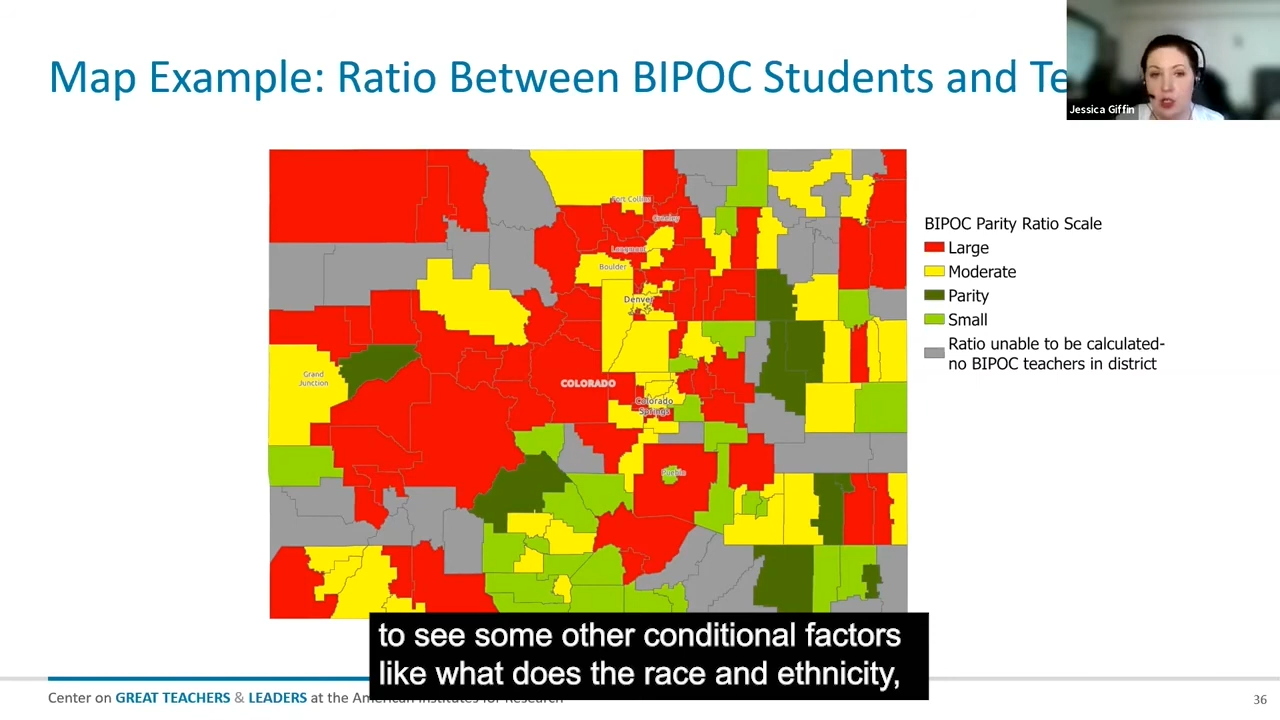 Map Example: Ratio Between BIPOC Students and Te
Jessica Giffin
Fort Collins
Greeley
Longmont
Boulder
Denver
Grand
Junction
COLORADO
Colorado
Springs
Pueblo
BIPOC Parity Ratio Scale
Large
Moderate
Parity
Small
Ratio unable to be calculated-
no BIPOC teachers in district
to see some other conditional factors
like what does the race and ethnicity,
Center on GREAT TEACHERS & LEADERS at the American Institutes for Research
36